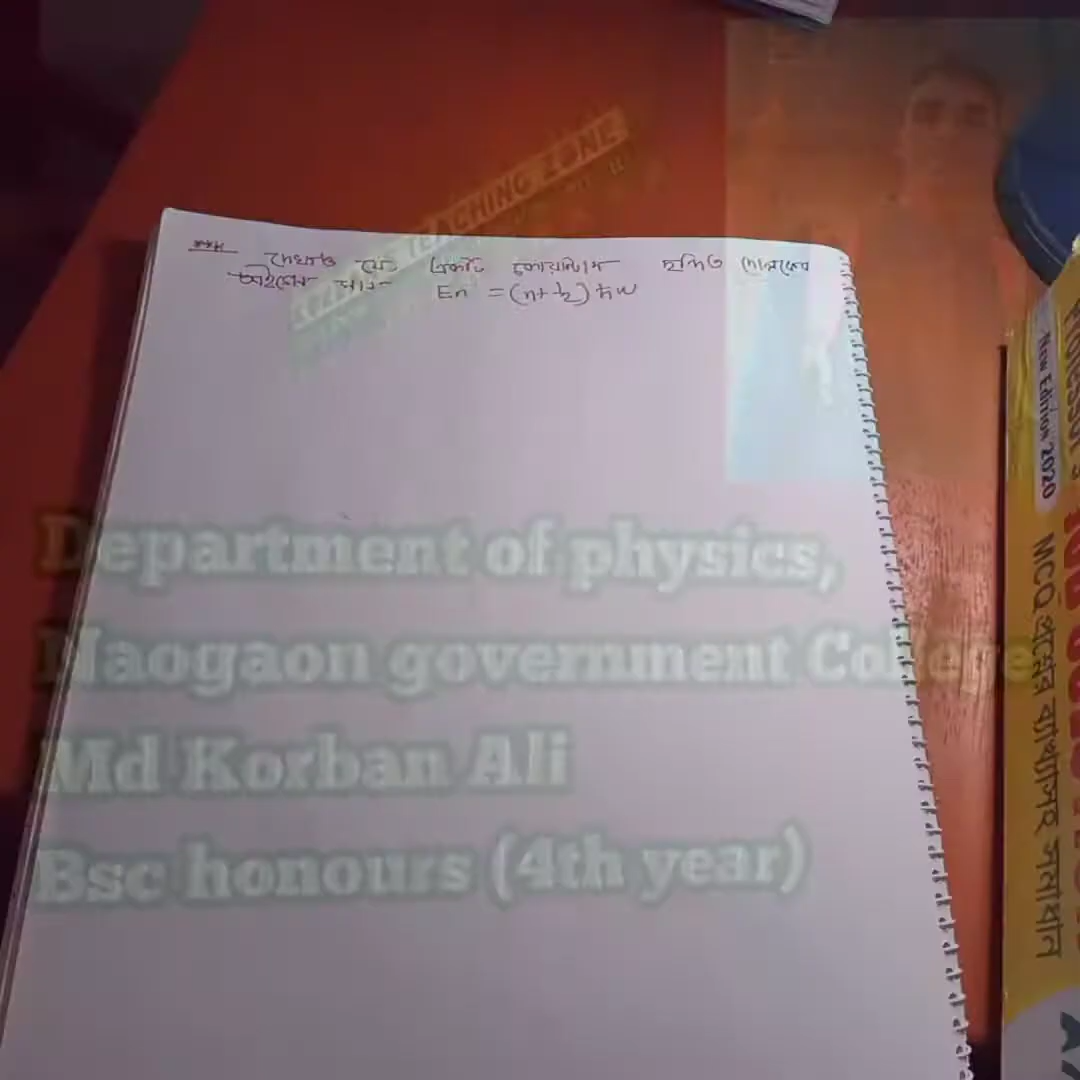 TEACHING ZONE
*** দেখাও যে একটি কোয়ান্টাম ছন্দিত দোলকের
আইগেন মান En = (n+½) ħω
Department of physics,
Naogaon government College
Md Korban Ali
Bsc honours (4th year)
New Edition 2020
MCQ প্রশ্নের ব্যাখ্যাসহ সমাধান